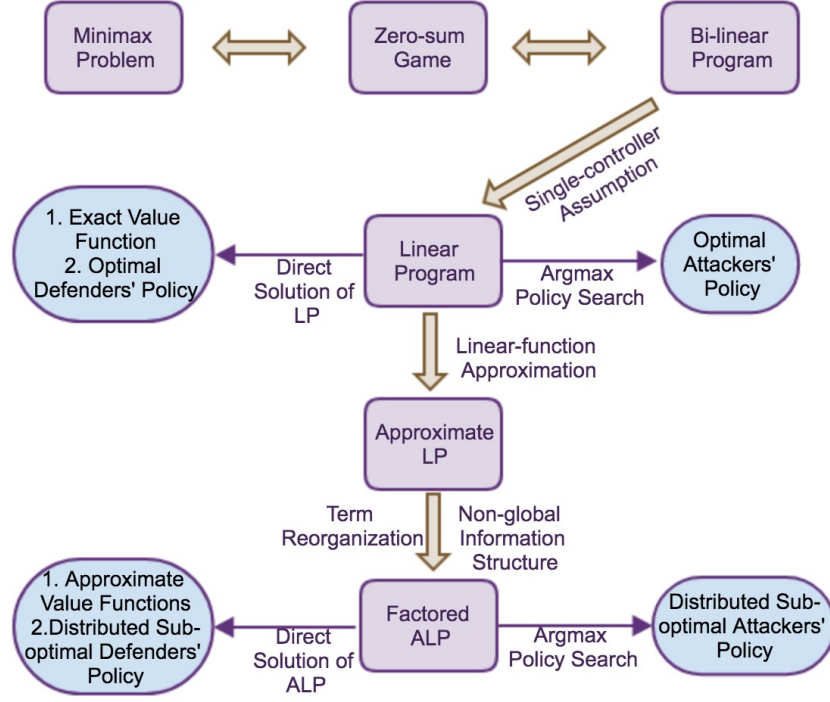 Minimax
Problem
Zero-sum
Game
Bi-linear
Program
Single-controller
Assumption
1. Exact Value
Function
2. Optimal
Defenders' Policy
Direct
Solution of
LP
Linear
Program
Argmax
Policy Search
Optimal
Attackers'
Policy
Linear-function
Approximation
Approximate
LP
Term
Reorganization
Non-global
Information
Structure
1. Approximate
Value Functions
2.Distributed Sub-
optimal Defenders'
Policy
Direct
Solution of
ALP
Factored
ALP
Argmax
Policy Search
Distributed Sub-
optimal Attackers'
Policy